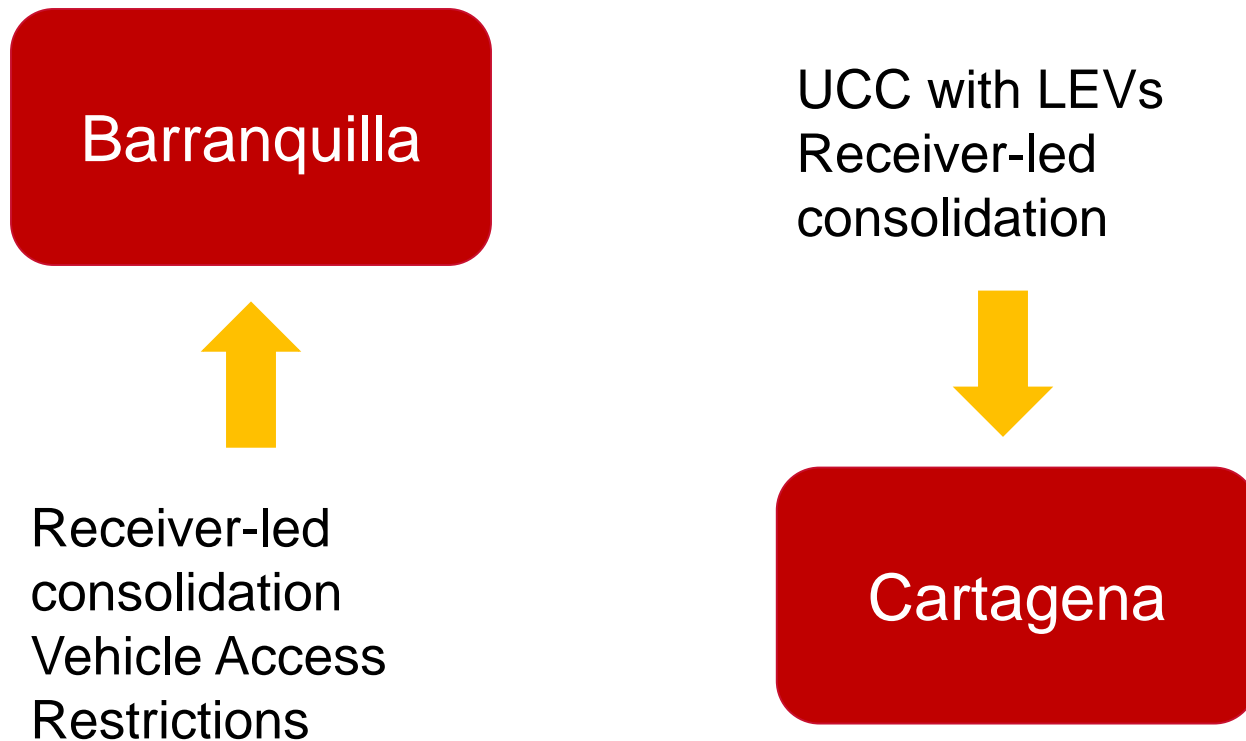 Barranquilla
Receiver-led
consolidation
Vehicle Access
Restrictions
UCC with LEVs
Receiver-led
consolidation
Cartagena